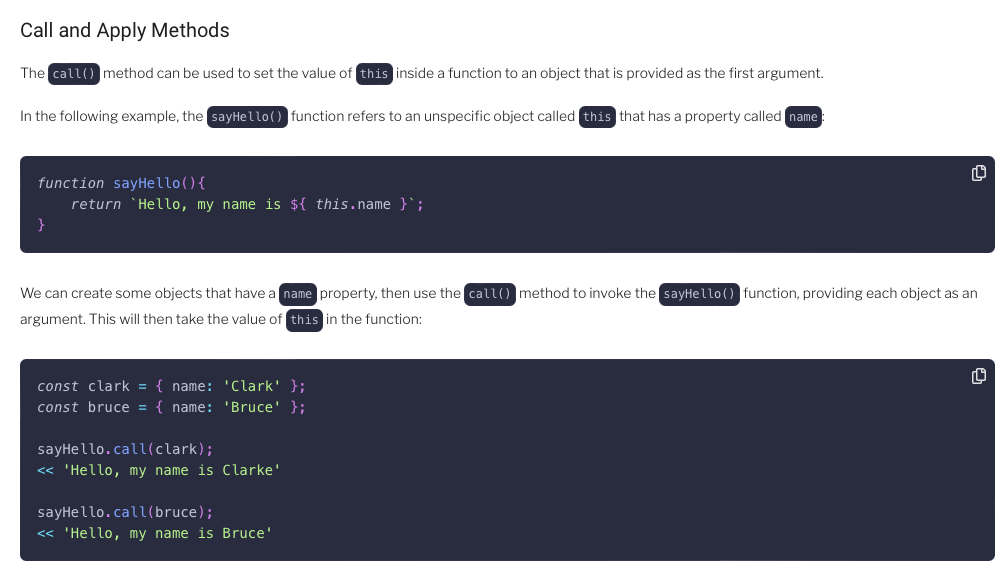 Call and Apply Methods
The call() method can be used to set the value of this inside a function to an object that is provided as the first argument.
In the following example, the sayHello() function refers to an unspecific object called this that has a property called name:
function sayHello(){
    return `Hello, my name is ${ this.name }`;
}
We can create some objects that have a name property, then use the call() method to invoke the sayHello() function, providing each object as an
argument. This will then take the value of this in the function:
const clark = { name: 'Clark' };
const bruce = { name: 'Bruce' };
sayHello.call(clark);
<< 'Hello, my name is Clarke'
sayHello.call(bruce);
<< 'Hello, my name is Bruce'